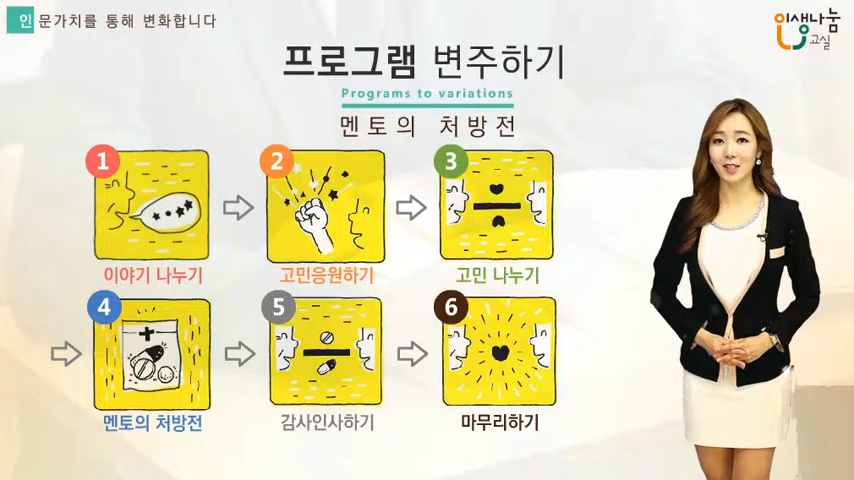 인문가치를 통해 변화합니다
인생나눔
교실
프로그램 변주하기
Programs to variations
멘토의 처방전
1
2
3
이야기 나누기
고민응원하기
고민 나누기
4
5
6
멘토의 처방전
감사인사하기
마무리하기